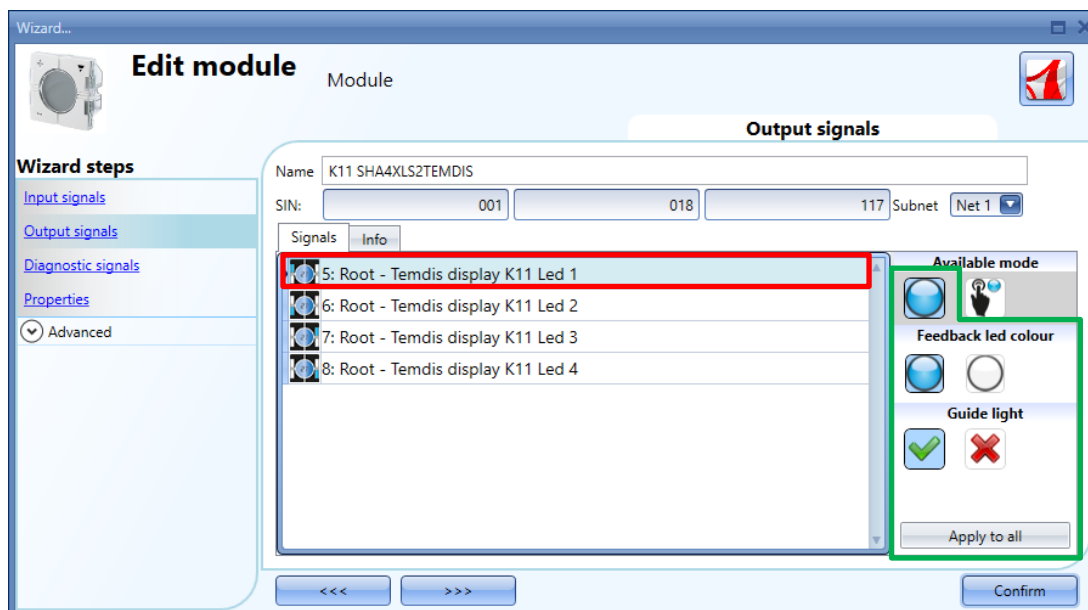 Wizard...
Edit module
Module
Output signals
Wizard steps
Input signals
Output signals
Diagnostic signals
Properties
Advanced
Name K11 SHA4XLS2TEMDIS
SIN: 001 018 117 Subnet Net 1
Signals Info
5: Root - Temdis display K11 Led 1
6: Root - Temdis display K11 Led 2
7: Root - Temdis display K11 Led 3
8: Root - Temdis display K11 Led 4
Available mode
Feedback led colour
Guide light
Apply to all
<<< >>> Confirm